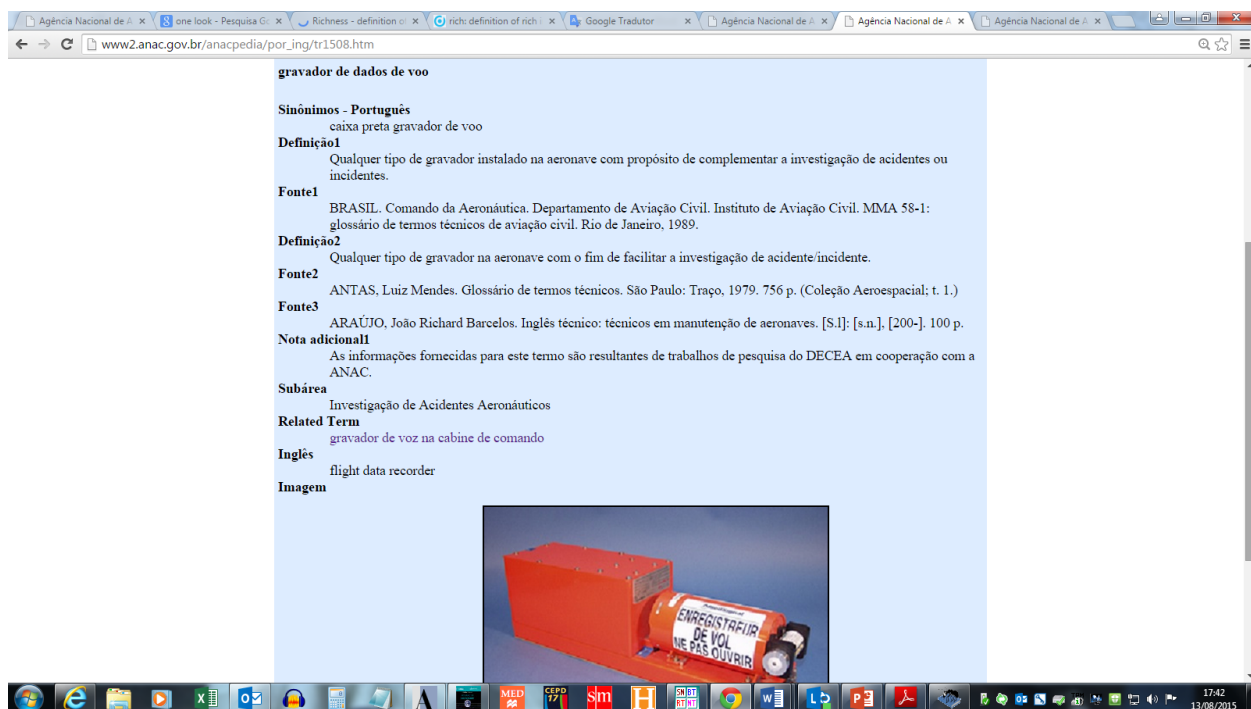 Agência Nacional de A
one look - Pesquisa Go
Richness - definition of
rich: definition of rich i
Google Tradutor
Agência Nacional de A
Agência Nacional de A
Agência Nacional de A
www2.anac.gov.br/anacpedia/por_ing/tr1508.htm
gravador de dados de voo
Sinônimos - Português
caixa preta gravador de voo
Definição1
Qualquer tipo de gravador instalado na aeronave com propósito de complementar a investigação de acidentes ou
incidentes.
Fonte1
BRASIL. Comando da Aeronáutica. Departamento de Aviação Civil. Instituto de Aviação Civil. MMA 58-1:
glossário de termos técnicos de aviação civil. Rio de Janeiro, 1989.
Definição2
Qualquer tipo de gravador na aeronave com o fim de facilitar a investigação de acidente/incidente.
Fonte2
ANTAS, Luiz Mendes. Glossário de termos técnicos. São Paulo: Traço, 1979. 756 p. (Coleção Aeroespacial; t. 1.)
Fonte3
ARAÚJO, João Richard Barcelos. Inglês técnico: técnicos em manutenção de aeronaves. [S.l]: [s.n.], [200-]. 100 p.
Nota adicional1
As informações fornecidas para este termo são resultantes de trabalhos de pesquisa do DECEA em cooperação com a
ANAC.
Subárea
Investigação de Acidentes Aeronáuticos
Related Term
gravador de voz na cabine de comando
Inglês
flight data recorder
Imagem
ENREGISTREUR
DE VOL
NE PAS OUVRIR
MED
CEPD
17
s|m
SN BT
RT NT
17:42
13/08/2015